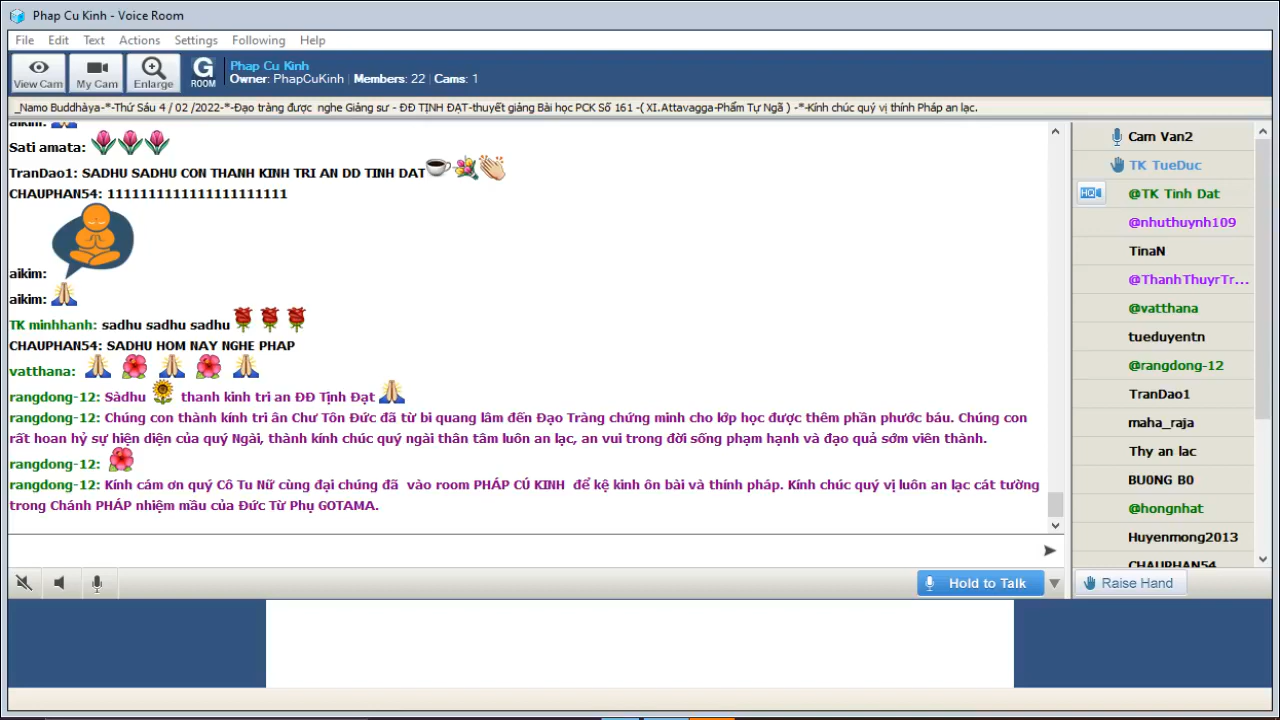 Phap Cu Kinh - Voice Room
File Edit Text Actions Settings Following Help
View Cam My Cam Enlarge G ROOM
Phap Cu Kinh
Owner: PhapCuKinh | Members: 22 | Cams: 1
_Namo Buddhàya-*-Thứ Sáu 4 / 02 /2022-*-Đạo tràng được nghe Giảng sư - ĐĐ TỊNH ĐẠT-thuyết giảng Bài học PCK Số 161 -( XI.Attavagga-Phẩm Tự Ngã ) -*-Kính chúc quý vị thính Pháp an lạc.
aikim:
Sati amata:
TranDao1: SADHU SADHU CON THANH KINH TRI AN DD TINH DAT
CHAUPHAN54: 1111111111111111111111
aikim:
aikim:
TK minhhanh: sadhu sadhu sadhu
CHAUPHAN54: SADHU HOM NAY NGHE PHAP
vatthana:
rangdong-12: Sàdhu thanh kỉnh tri ân ĐĐ Tịnh Đạt
rangdong-12: Chúng con thành kính tri ân Chư Tôn Đức đã từ bi quang lâm đến Đạo Tràng chứng minh cho lớp học được thêm phần phước báu. Chúng con
rất hoan hỷ sự hiện diện của quý Ngài, thành kính chúc quý ngài thân tâm luôn an lạc, an vui trong đời sống phạm hạnh và đạo quả sớm viên thành.
rangdong-12:
rangdong-12: Kính cám ơn quý Cô Tu Nữ cùng đại chúng đã vào room PHÁP CÚ KINH để kệ kinh ôn bài và thính pháp. Kính chúc quý vị luôn an lạc cát tường
trong Chánh PHÁP nhiệm mầu của Đức Từ Phụ GOTAMA.
Hold to Talk
Cam Van2
TK TueDuc
HQ
@TK Tinh Dat
@nhuthuynh109
TinaN
@ThanhThuyrTr...
@vatthana
tueduyentn
@rangdong-12
TranDao1
maha_raja
Thy an lac
BU0NG B0
@hongnhat
Huyenmong2013
CHAUPHAN54
Raise Hand